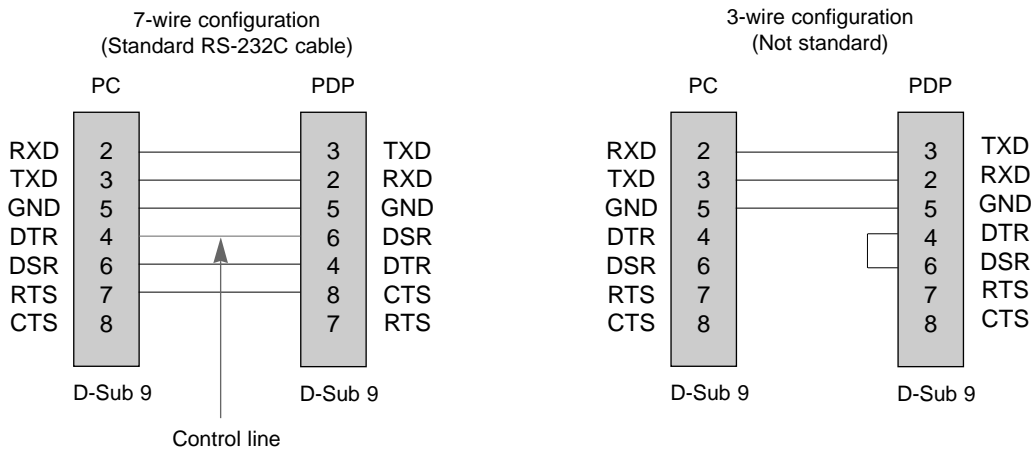 7-wire configuration
(Standard RS-232C cable)
PC PDP
RXD 2 3 TXD
TXD 3 2 RXD
GND 5 5 GND
DTR 4 6 DSR
DSR 6 4 DTR
RTS 7 8 CTS
CTS 8 7 RTS
D-Sub 9 D-Sub 9
Control line
3-wire configuration
(Not standard)
PC PDP
RXD 2 3 TXD
TXD 3 2 RXD
GND 5 5 GND
DTR 4 4 DTR
DSR 6 6 DSR
RTS 7 7 RTS
CTS 8 8 CTS
D-Sub 9 D-Sub 9